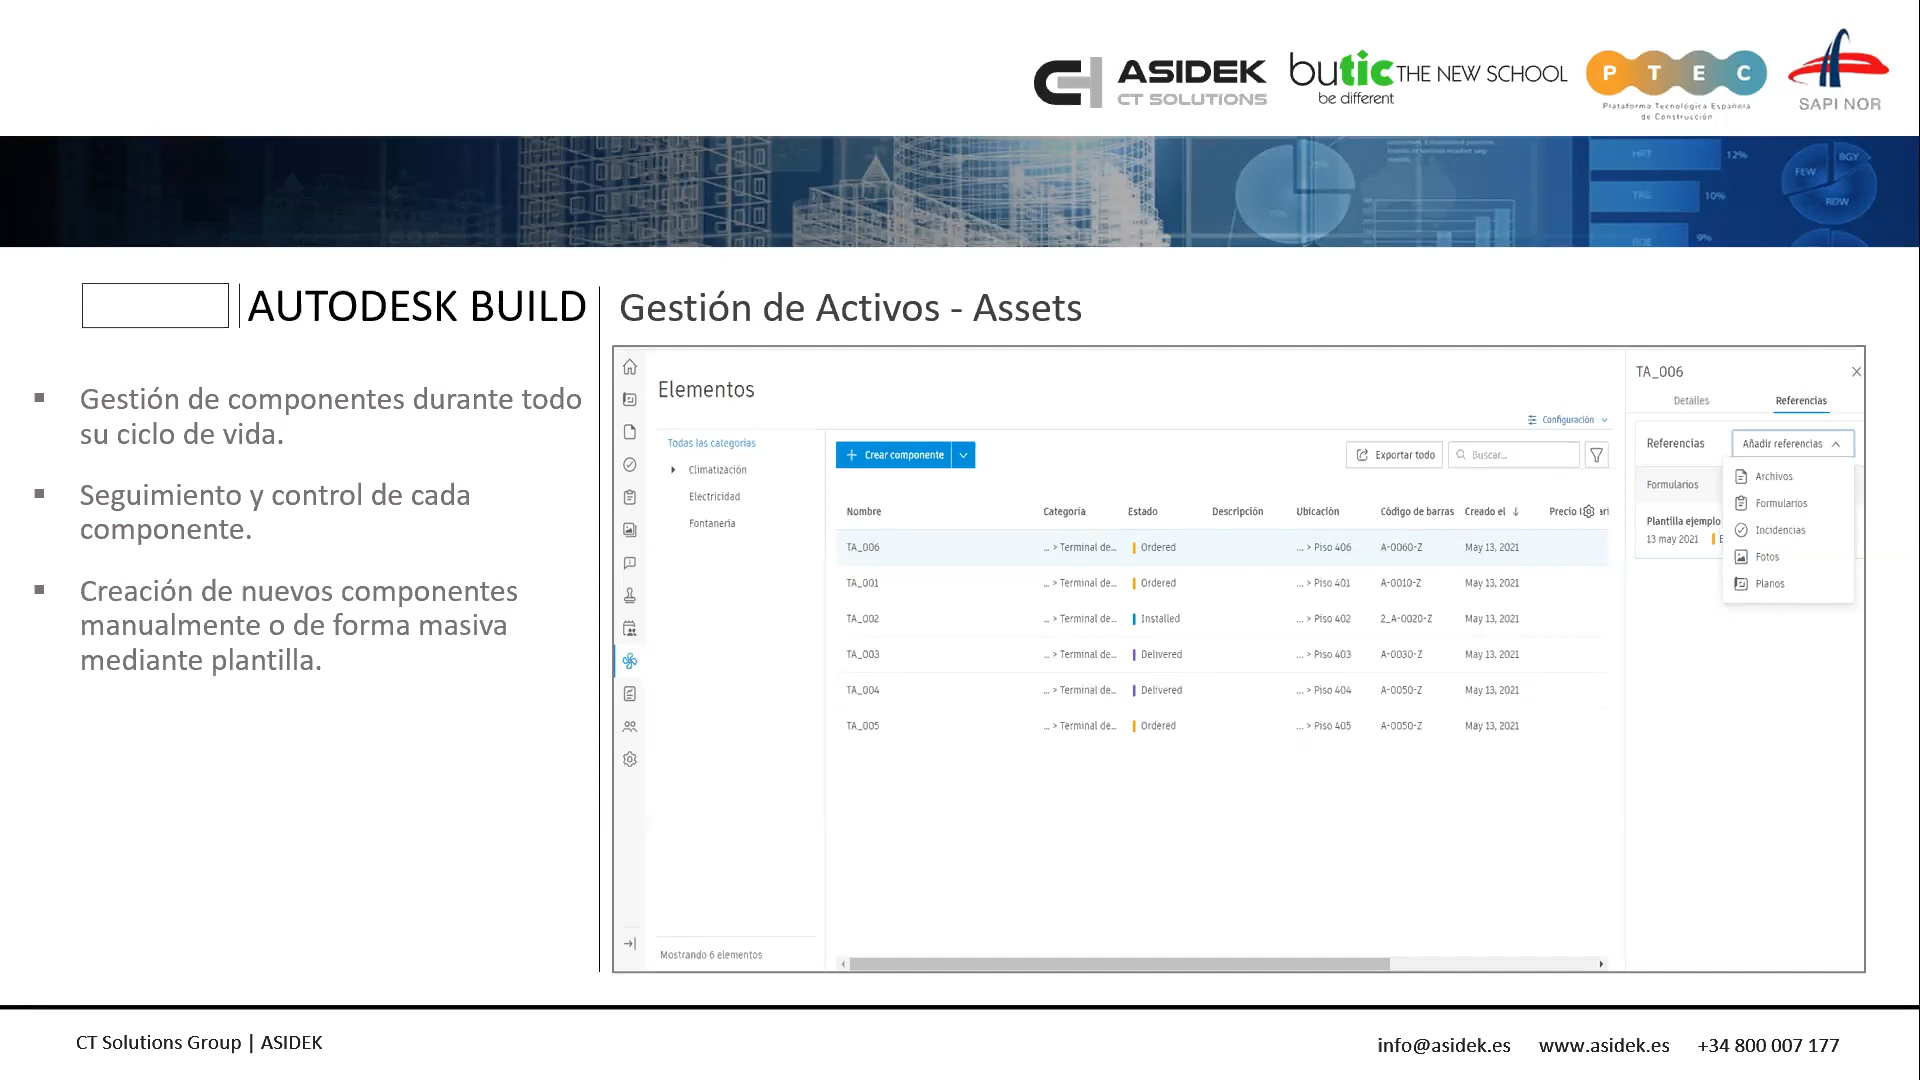 ASIDEK
CT SOLUTIONS
butic THE NEW SCHOOL
be different
P T E C
Plataforma Tecnológica Española
de Construcción
SAPI NOR
12%
BGY
FEW
TRG
10%
RDW
9%
AUTODESK BUILD
Gestión de Activos - Assets
Gestión de componentes durante todo
su ciclo de vida.
Seguimiento y control de cada
componente.
Creación de nuevos componentes
manualmente o de forma masiva
mediante plantilla.
Elementos
Configuración
Todas las categorías
Climatización
Electricidad
Fontanería
Crear componente
Exportar todo
Buscar...
Nombre Categoría Estado Descripción Ubicación Código de barras Creado el Precio
TA_006 ... > Terminal de... Ordered ... > Piso 406 A-0060-Z May 13, 2021
TA_001 ... > Terminal de... Ordered ... > Piso 401 A-0010-Z May 13, 2021
TA_002 ... > Terminal de... Installed ... > Piso 402 2_A-0020-Z May 13, 2021
TA_003 ... > Terminal de... Delivered ... > Piso 403 A-0030-Z May 13, 2021
TA_004 ... > Terminal de... Delivered ... > Piso 404 A-0050-Z May 13, 2021
TA_005 ... > Terminal de... Ordered ... > Piso 405 A-0050-Z May 13, 2021
Mostrando 6 elementos
TA_006
Detalles Referencias
Referencias Añadir referencias
Formularios
Plantilla ejemplo
13 may 2021
Archivos
Formularios
Incidencias
Fotos
Planos
CT Solutions Group | ASIDEK
info@asidek.es www.asidek.es +34 800 007 177